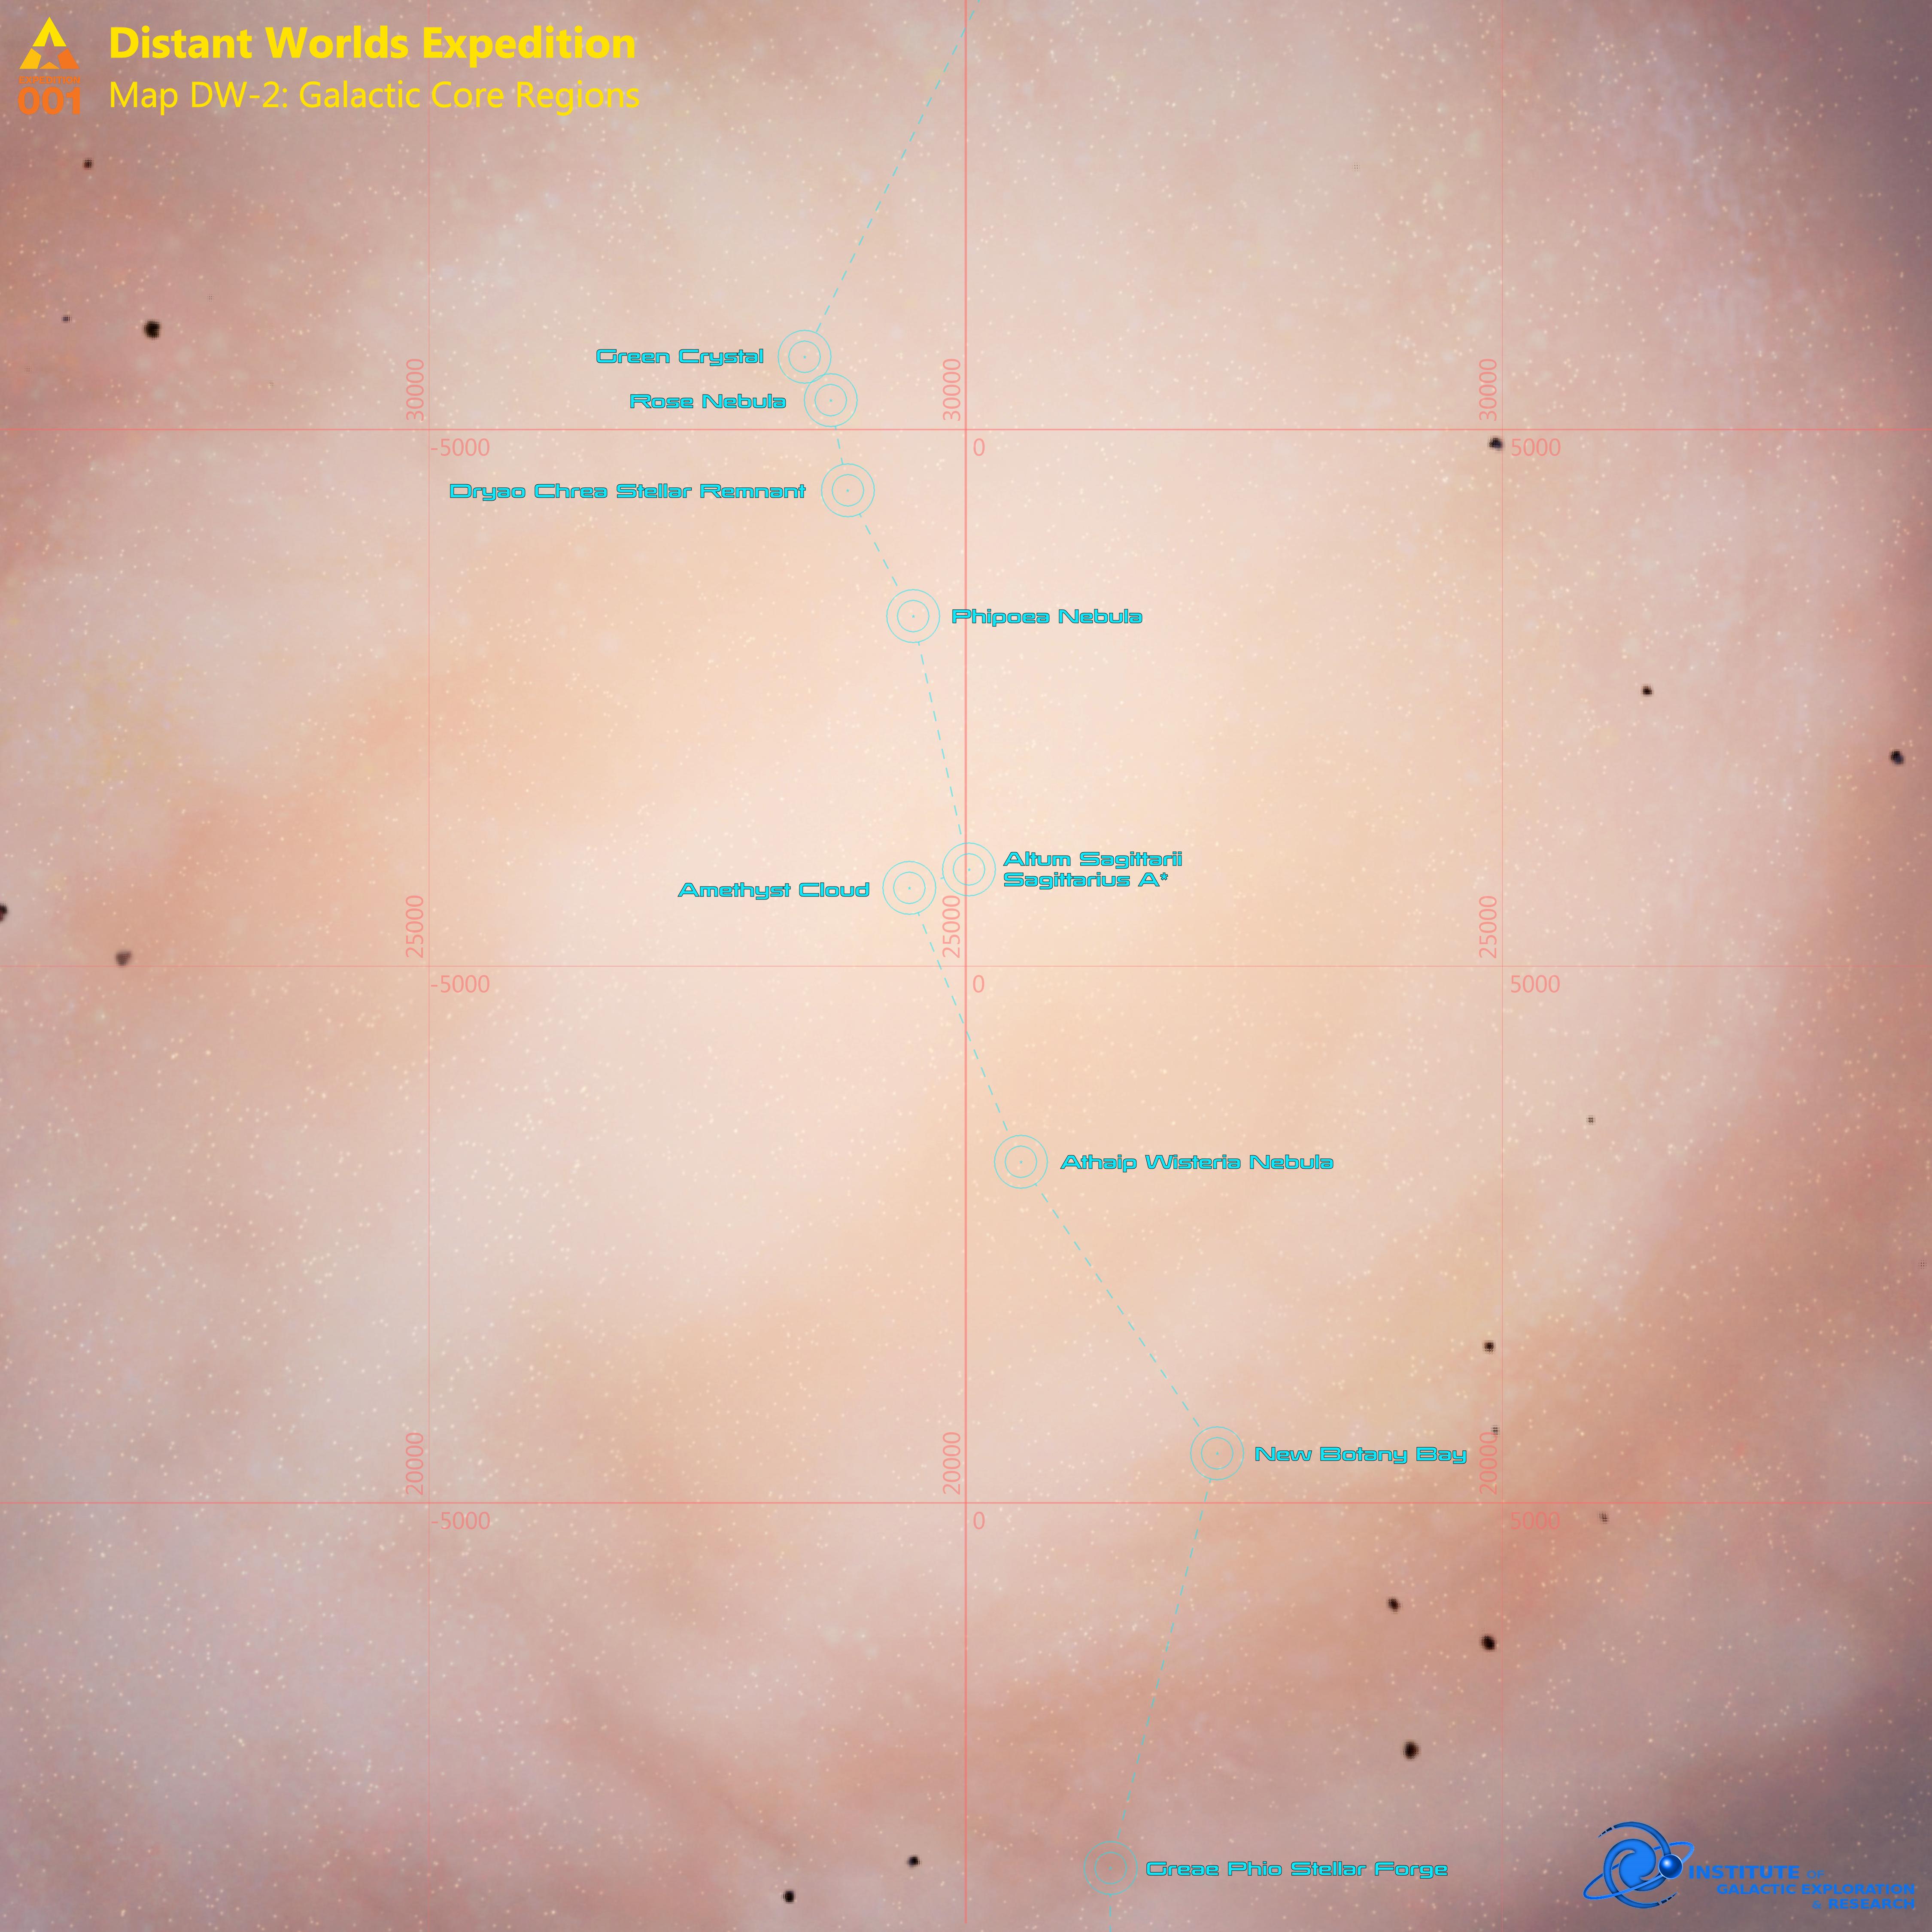 Distant Worlds Expedition
EXPEDITION
001
Map DW-2: Galactic Core Regions
Green Crystal
30000
30000
30000
Rose Nebula
-5000
0
5000
Dryao Chrea Stellar Remnant
Phipoea Nebula
Altum Sagittarii
Sagittarius A*
Amethyst Cloud
25000
25000
25000
-5000
0
5000
Athaip Wisteria Nebula
New Botany Bay
20000
20000
20000
-5000
0
5000
Greae Phio Stellar Forge
INSTITUTE OF
GALACTIC EXPLORATION
& RESEARCH